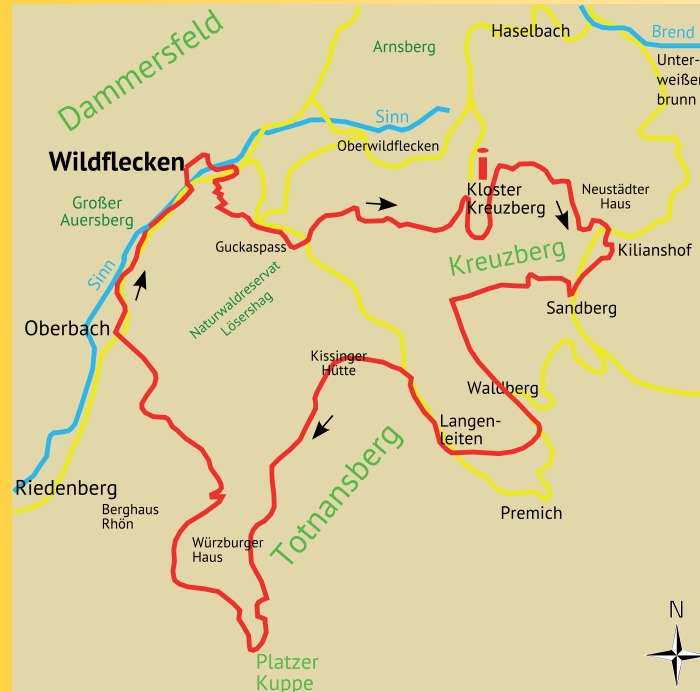 Dammersfeld
Arnsberg
Haselbach
Brend
Unter-
weißer
brunn
Sinn
Oberwildflecken
Wildflecken
i
Kloster
Kreuzberg
Neustädter
Haus
Großer
Auersberg
Guckaspass
Kreuzberg
Kilianshof
Sinn
Naturwaldreservat
Lösershag
Sandberg
Oberbach
Kissinger
Hütte
Waldberg
Langen-
leiten
Totnansberg
Riedenberg
Berghaus
Rhön
Premich
Würzburger
Haus
Platzer
Kuppe
N